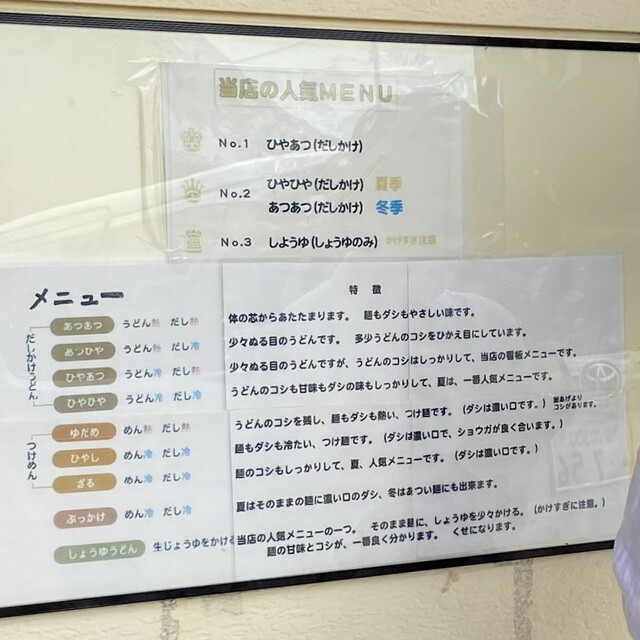 当店の人気MENU
No.1 ひやあつ(だしかけ)
No.2 ひやひや(だしかけ) 夏季
あつあつ(だしかけ) 冬季
No.3 しょうゆ(しょうゆのみ) かけすぎ注意
メニュー
特徴
だしかけうどん
あつあつ うどん熱 だし熱 体の芯からあたたまります。 麺もダシもやさしい味です。
あつひや うどん熱 だし冷 少々ぬる目のうどんです。 多少うどんのコシをひかえ目にしています。
ひやあつ うどん冷 だし熱 少々ぬる目のうどんですが、うどんのコシはしっかりして、当店の看板メニューです。
ひやひや うどん冷 だし冷 うどんのコシも甘味もダシの味もしっかりして、夏は、一番人気メニューです。
つけめん
ゆだめ めん熱 だし熱 うどんのコシを残し、麺もダシも熱い、つけ麺です。(ダシは濃い口です。) 釜あげよりコシがあります。
ひやし めん冷 だし冷 麺もダシも冷たい、つけ麺です。(ダシは濃い口で、ショウガが良く合います。)
ざる めん冷 だし冷 麺のコシもしっかりして、夏、人気メニューです。(ダシは濃い口です。)
ぶっかけ めん冷 だし冷 夏はそのままの麺に濃い口のダシ、冬はあつい麺にも出来ます。
しょうゆうどん 生じょうゆをかける 当店の人気メニューの一つ。 そのまま麺に、しょうゆを少々かける。(かけすぎに注意。)
麺の甘味とコシが、一番良く分かります。 くせになります。